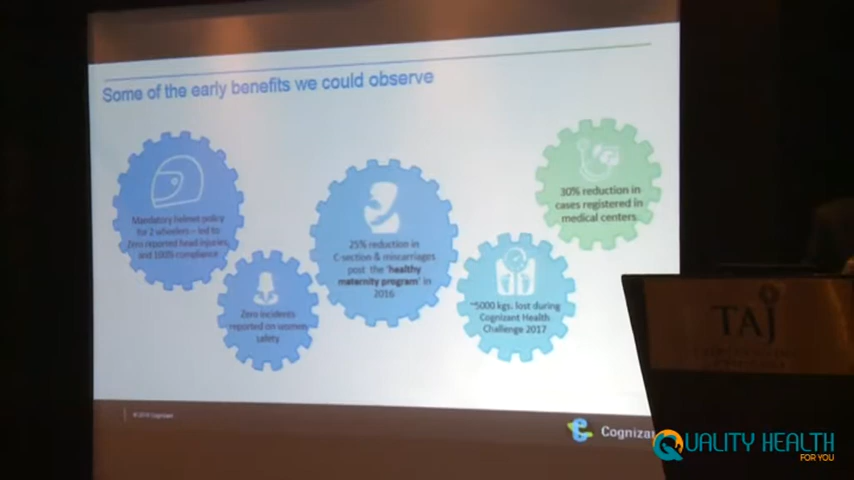 Some of the early benefits we could observe
Mandatory helmet policy
for 2 wheelers – led to
Zero reported head injuries
and 100% compliance
Zero incidents
reported on women
safety
25% reduction in
C-section & miscarriages
post the 'healthy
maternity program' in
2016
~5000 kgs. lost during
Cognizant Health
Challenge 2017
30% reduction in
cases registered in
medical centers
Cogniza
TAJ
QUALITY HEALTH
FOR YOU